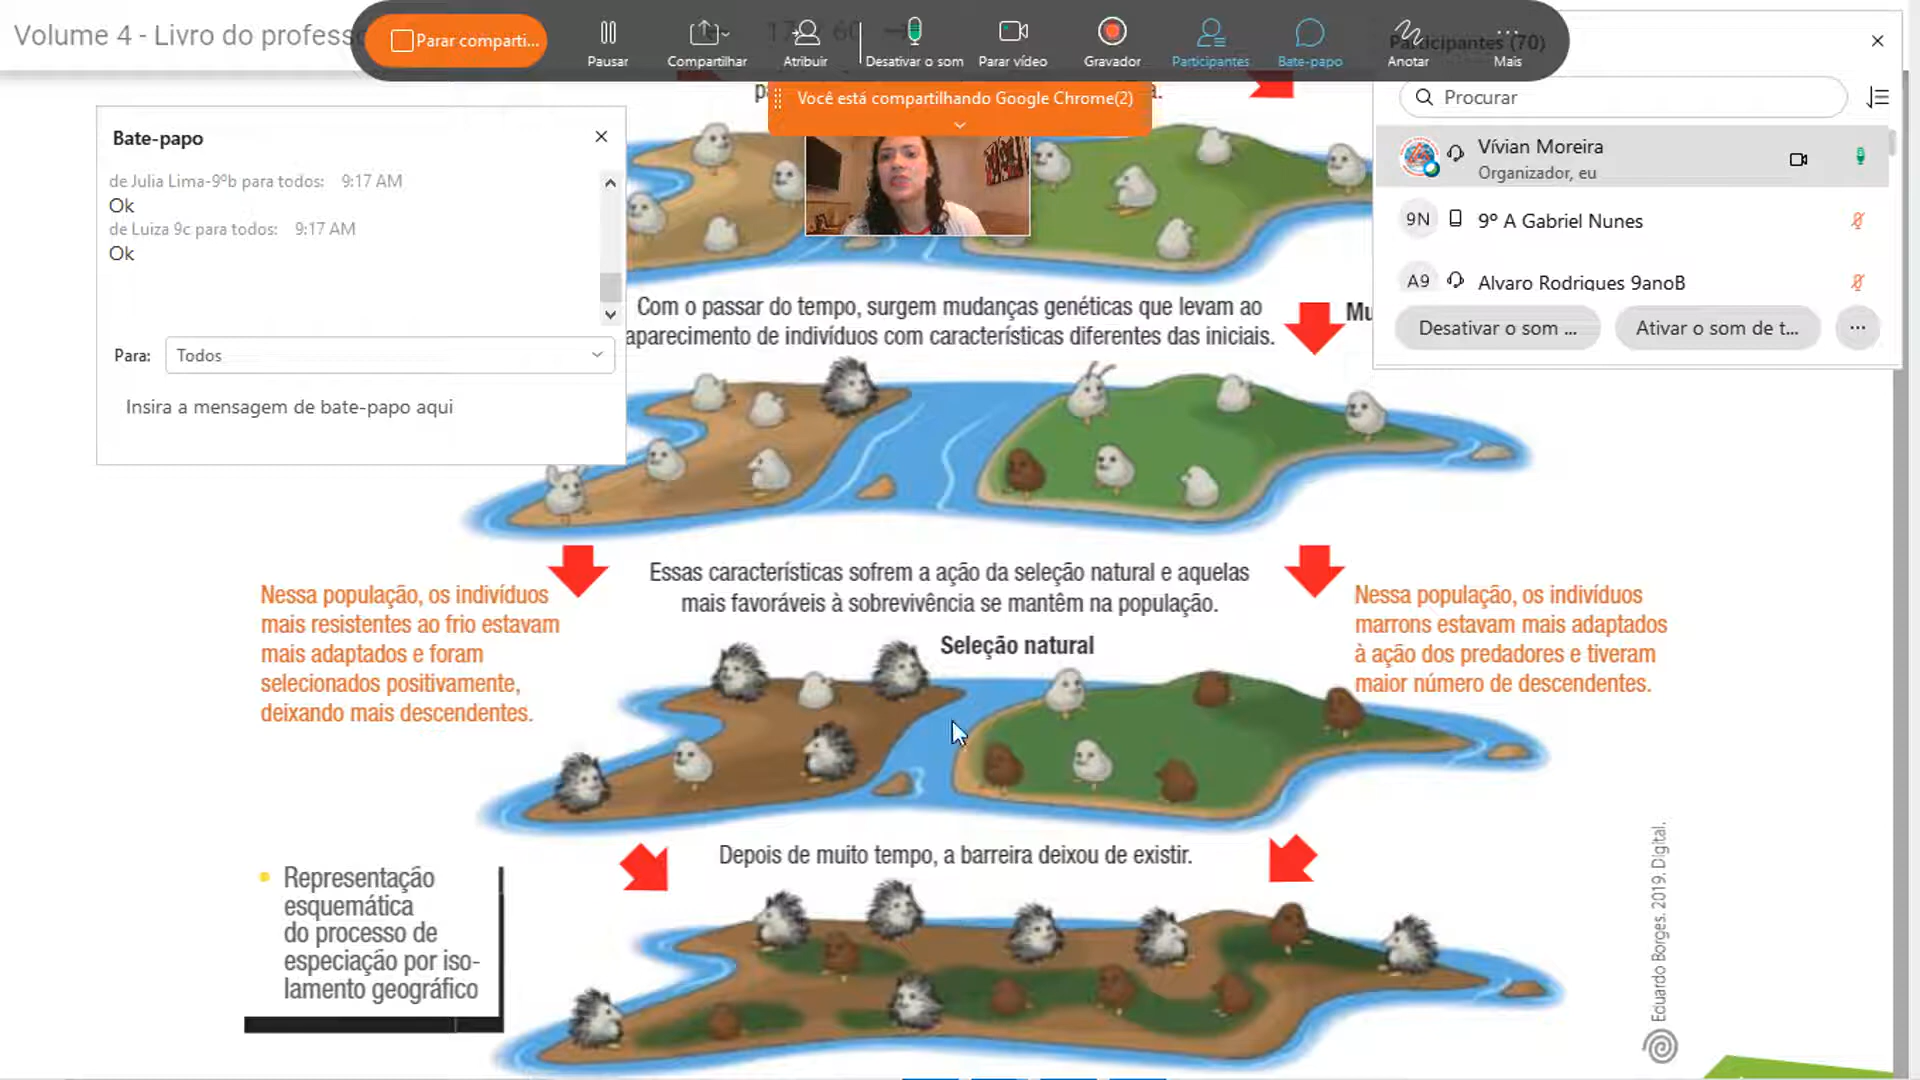 Volume 4 - Livro do profess
Parar comparti...
Pausar
Compartilhar
Atribuir
Desativar o som
Parar vídeo
Gravador
Participantes
Bate-papo
Anotar
Mais
Participantes (70)
Você está compartilhando Google Chrome(2)
Procurar
Vívian Moreira
Organizador, eu
9N
9º A Gabriel Nunes
A9
Alvaro Rodrigues 9anoB
Desativar o som ...
Ativar o som de t...
Bate-papo
de Julia Lima-9ºb para todos: 9:17 AM
Ok
de Luiza 9c para todos: 9:17 AM
Ok
Para:
Todos
Insira a mensagem de bate-papo aqui
Com o passar do tempo, surgem mudanças genéticas que levam ao
aparecimento de indivíduos com características diferentes das iniciais.
Essas características sofrem a ação da seleção natural e aquelas
mais favoráveis à sobrevivência se mantêm na população.
Seleção natural
Nessa população, os indivíduos
mais resistentes ao frio estavam
mais adaptados e foram
selecionados positivamente,
deixando mais descendentes.
Nessa população, os indivíduos
marrons estavam mais adaptados
à ação dos predadores e tiveram
maior número de descendentes.
Depois de muito tempo, a barreira deixou de existir.
Representação
esquemática
do processo de
especiação por iso-
lamento geográfico
Eduardo Borges. 2019. Digital.